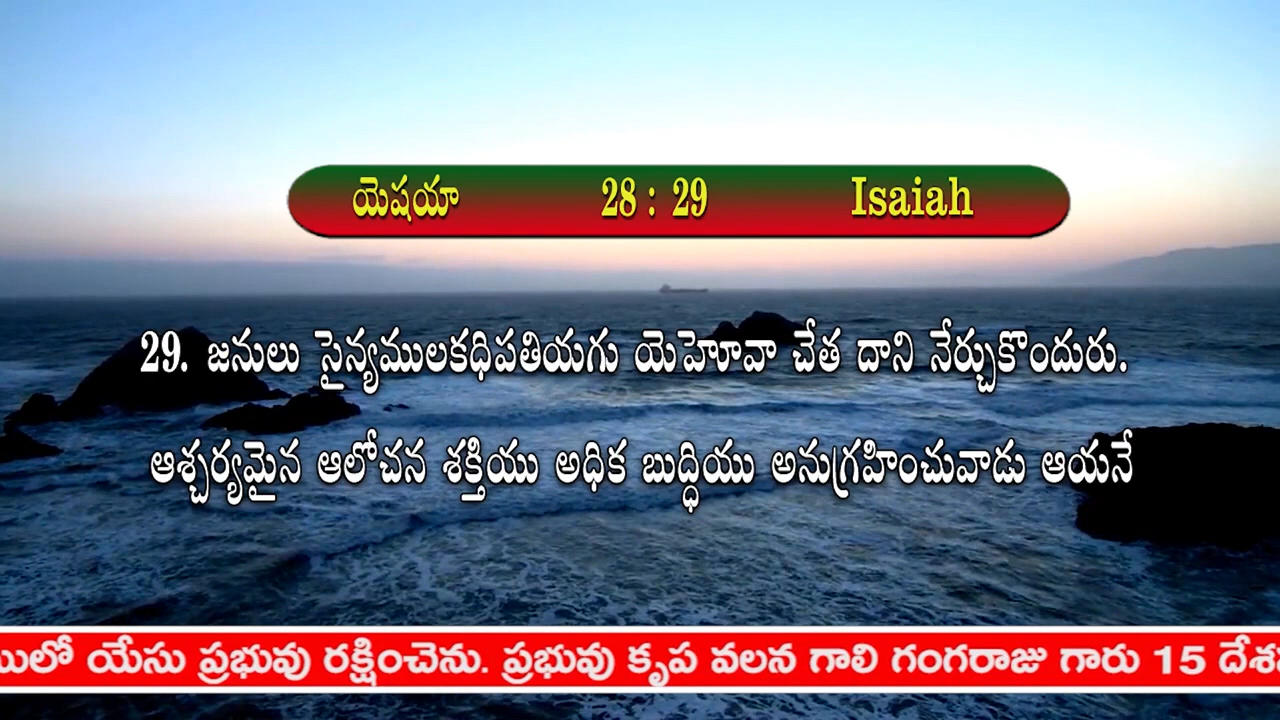 యెషయా 28 : 29 Isaiah
29. జనులు సైన్యములకధిపతియగు యెహోవా చేత దాని నేర్చుకొందురు.
ఆశ్చర్యమైన ఆలోచన శక్తియు అధిక బుద్ధియు అనుగ్రహించువాడు ఆయనే
యేసు ప్రభువు రక్షించెను. ప్రభువు కృప వలన గాలి గంగరాజు గారు 15